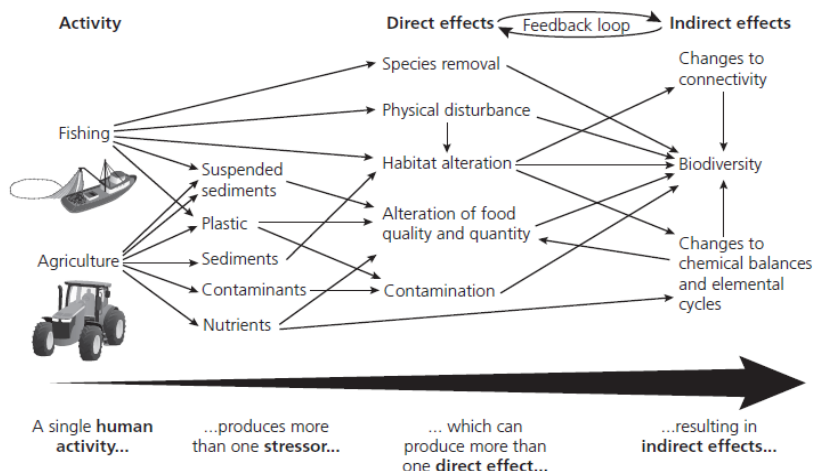 Activity
Direct effects
Feedback loop
Indirect effects
Species removal
Changes to
connectivity
Physical disturbance
Fishing
Habitat alteration
Biodiversity
Suspended
sediments
Alteration of food
quality and quantity
Plastic
Agriculture
Sediments
Changes to
chemical balances
and elemental
cycles
Contaminants
Contamination
Nutrients
A single human
activity...
...produces more
than one stressor...
... which can
produce more than
one direct effect...
...resulting in
indirect effects...